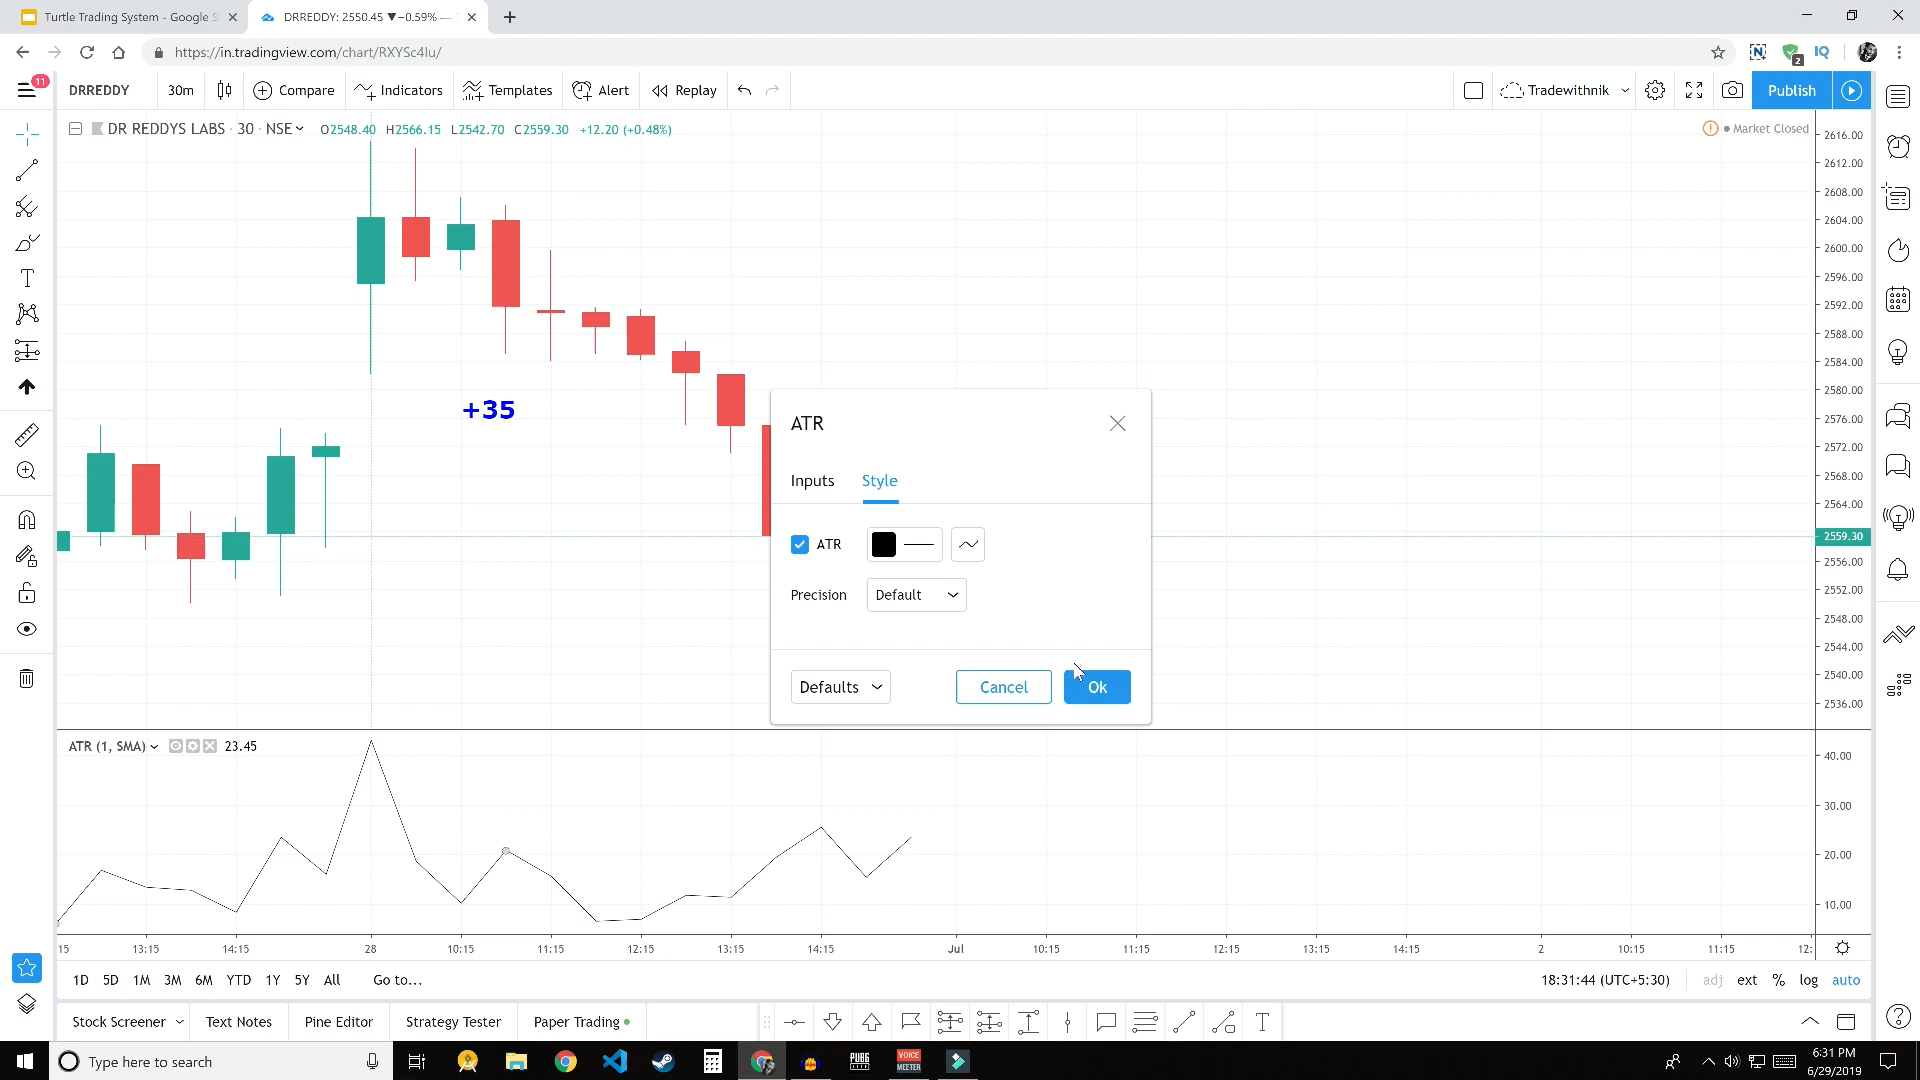 Turtle Trading System - Google S
DRREDDY: 2550.45 ▼−0.59% —
https://in.tradingview.com/chart/RXYSc4lu/
2
11
DRREDDY
30m
Compare
Indicators
Templates
Alert
Replay
Tradewithnik
Publish
DR REDDYS LABS · 30 · NSE
O2548.40 H2566.15 L2542.70 C2559.30 +12.20 (+0.48%)
Market Closed
2616.00
2612.00
2608.00
2604.00
2600.00
2596.00
2592.00
2588.00
2584.00
2580.00
2576.00
2572.00
2568.00
2564.00
2559.30
2556.00
2552.00
2548.00
2544.00
2540.00
2536.00
+35
ATR
Inputs
Style
ATR
Precision
Default
Defaults
Cancel
Ok
ATR (1, SMA)
23.45
40.00
30.00
20.00
10.00
15 13:15 14:15 28 10:15 11:15 12:15 13:15 14:15 Jul 10:15 11:15 12:15 13:15 14:15 2 10:15 11:15 12:
1D 5D 1M 3M 6M YTD 1Y 5Y All Go to...
18:31:44 (UTC+5:30)
adj ext % log auto
Stock Screener
Text Notes
Pine Editor
Strategy Tester
Paper Trading
Type here to search
PUBG
VOICE
MEETER
6:31 PM
6/29/2019